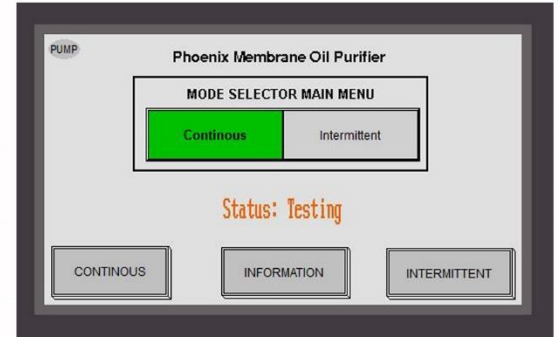 PUMP
Phoenix Membrane Oil Purifier
MODE SELECTOR MAIN MENU
Continous Intermittent
Status: Testing
CONTINOUS INFORMATION INTERMITTENT